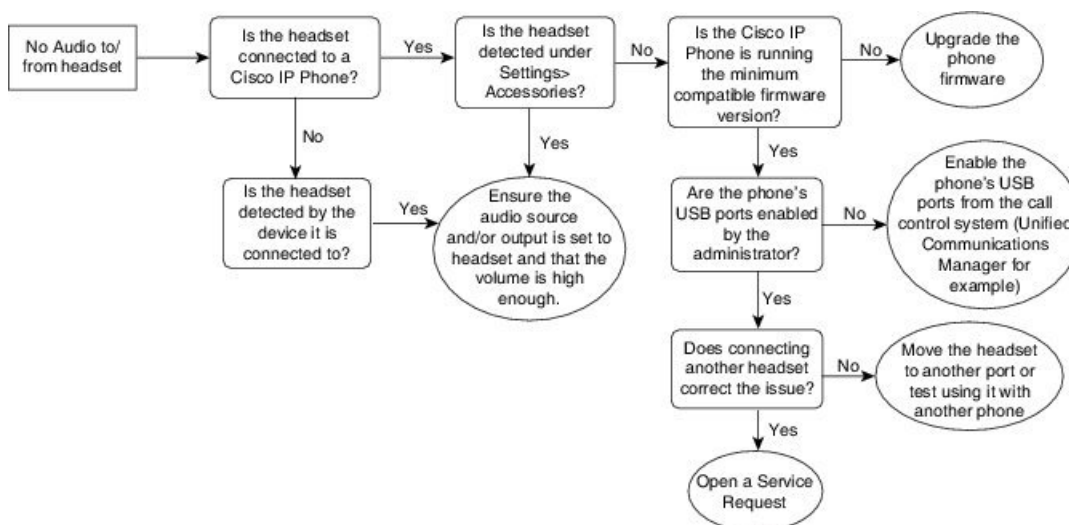 No Audio to/
from headset
Is the headset
connected to a
Cisco IP Phone?
Yes
Is the headset
detected under
Settings>
Accessories?
No
Is the Cisco IP
Phone is running
the minimum
compatible firmware
version?
No
Upgrade the
phone
firmware
No
Yes
Yes
Is the headset
detected by the
device it is
connected to?
Yes
Ensure the
audio source
and/or output is set to
headset and that the
volume is high
enough.
Are the phone's
USB ports enabled
by the
administrator?
No
Enable the
phone's USB
ports from the call
control system (Unified
Communications
Manager for
example)
Yes
Does connecting
another headset
correct the issue?
No
Move the headset
to another port or
test using it with
another phone
Yes
Open a Service
Request